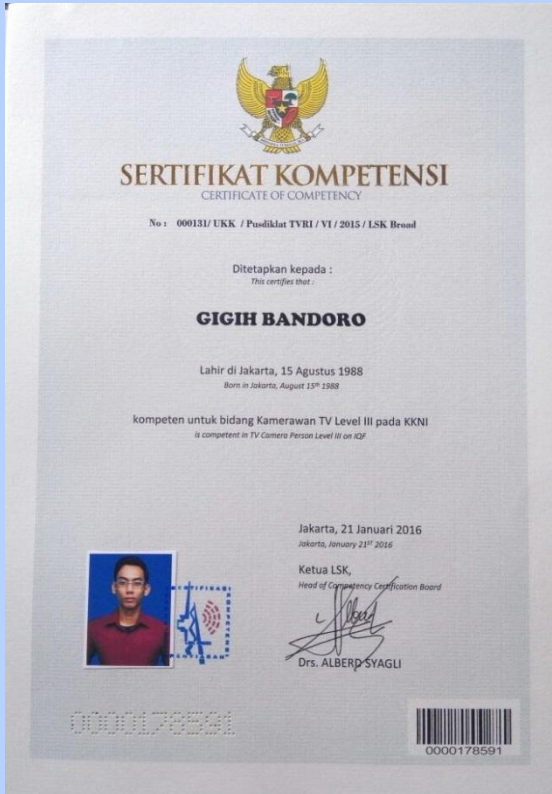 SERTIFIKAT KOMPETENSI
CERTIFICATE OF COMPETENCY
No : 000131/ UKK / Pusdiklat TVRI / VI / 2015 / LSK Broad
Ditetapkan kepada :
This certifies that :
GIGIH BANDORO
Lahir di Jakarta, 15 Agustus 1988
Born in Jakarta, August 15th 1988
kompeten untuk bidang Kamerawan TV Level III pada KKNI
is competent in TV Camera Person Level III on IQF
Jakarta, 21 Januari 2016
Jakarta, January 21st 2016
Ketua LSK,
Head of Competency Certification Board
Drs. ALBERD SYAGLI
SERTIFIKASI
KOMPETENSI
0000178591
0000178591